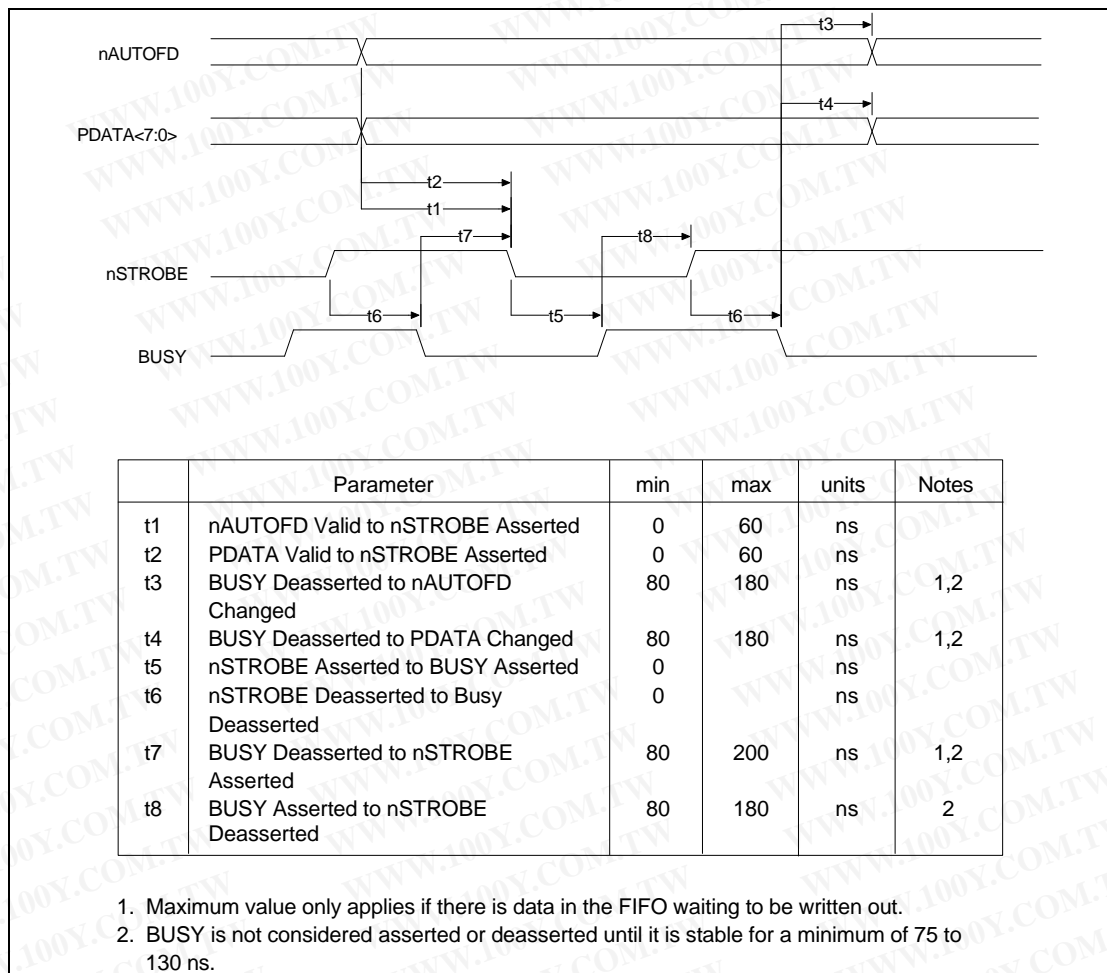 t3
nAUTOFD
t4
PDATA<7:0>
t2
t1
t7
t8
nSTROBE
t6
t5
t6
BUSY
Parameter min max units Notes
t1 nAUTOFD Valid to nSTROBE Asserted 0 60 ns
t2 PDATA Valid to nSTROBE Asserted 0 60 ns
t3 BUSY Deasserted to nAUTOFD 80 180 ns 1,2
Changed
t4 BUSY Deasserted to PDATA Changed 80 180 ns 1,2
t5 nSTROBE Asserted to BUSY Asserted 0 ns
t6 nSTROBE Deasserted to Busy 0 ns
Deasserted
t7 BUSY Deasserted to nSTROBE 80 200 ns 1,2
Asserted
t8 BUSY Asserted to nSTROBE 80 180 ns 2
Deasserted
1. Maximum value only applies if there is data in the FIFO waiting to be written out.
2. BUSY is not considered asserted or deasserted until it is stable for a minimum of 75 to
130 ns.
WWW.100Y.COM.TW